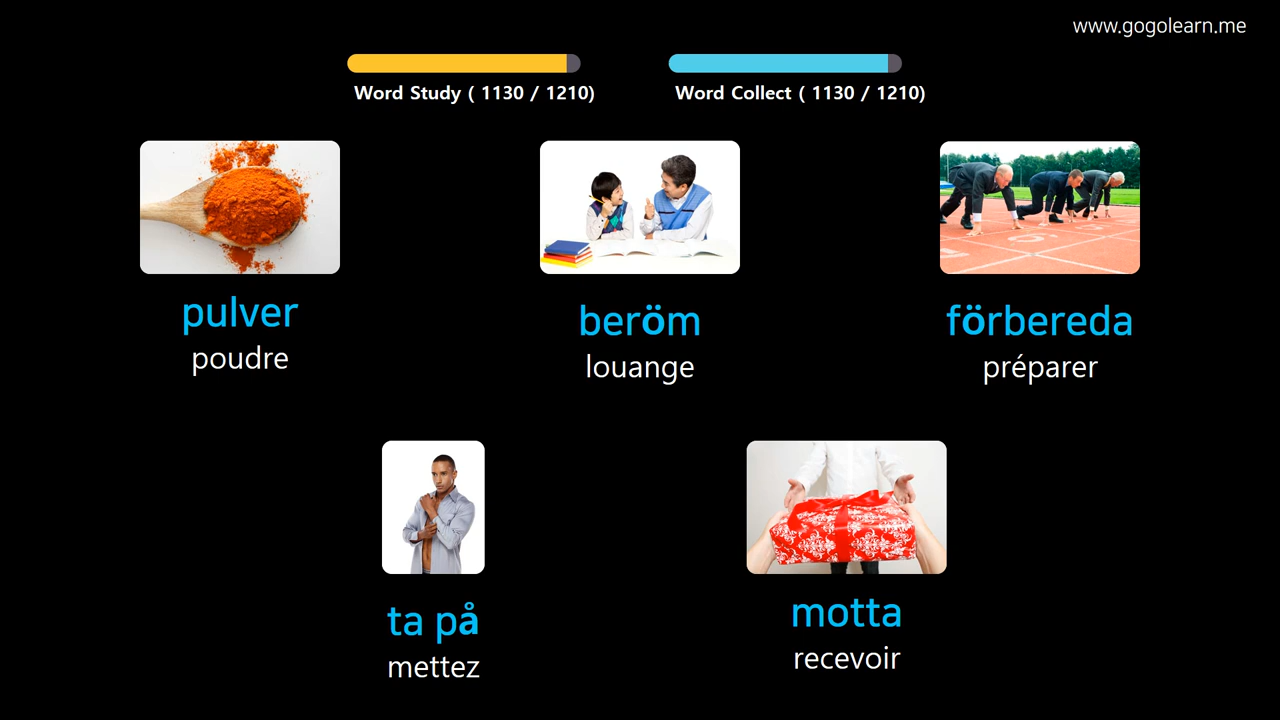 www.gogolearn.me
Word Study ( 1130 / 1210)
Word Collect ( 1130 / 1210)
pulver
poudre
beröm
louange
förbereda
préparer
ta på
mettez
motta
recevoir